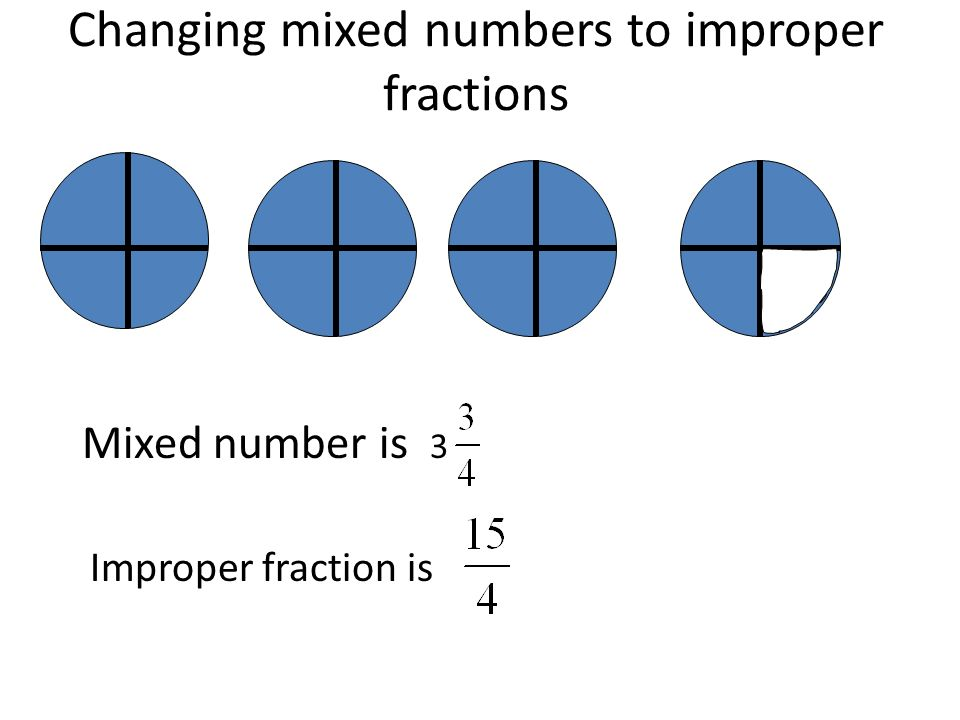 Changing mixed numbers to improper
fractions
Mixed number is 3 3/4
Improper fraction is 15/4